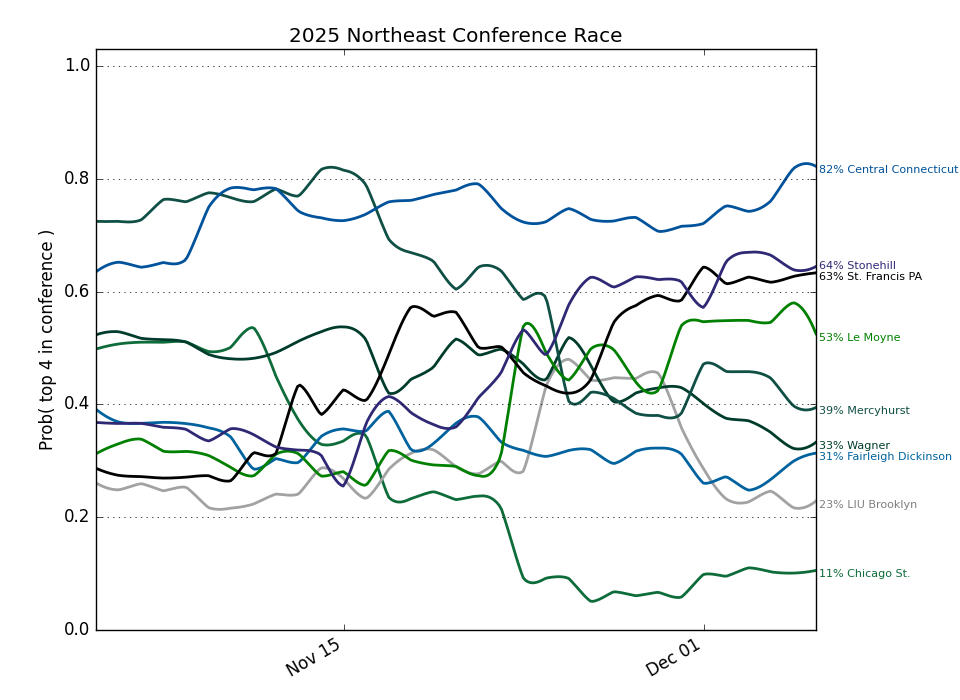 2025 Northeast Conference Race
Prob( top 4 in conference )
1.0
0.8
0.6
0.4
0.2
0.0
Nov 15
Dec 01
82% Central Connecticut
64% Stonehill
63% St. Francis PA
53% Le Moyne
39% Mercyhurst
33% Wagner
31% Fairleigh Dickinson
23% LIU Brooklyn
11% Chicago St.